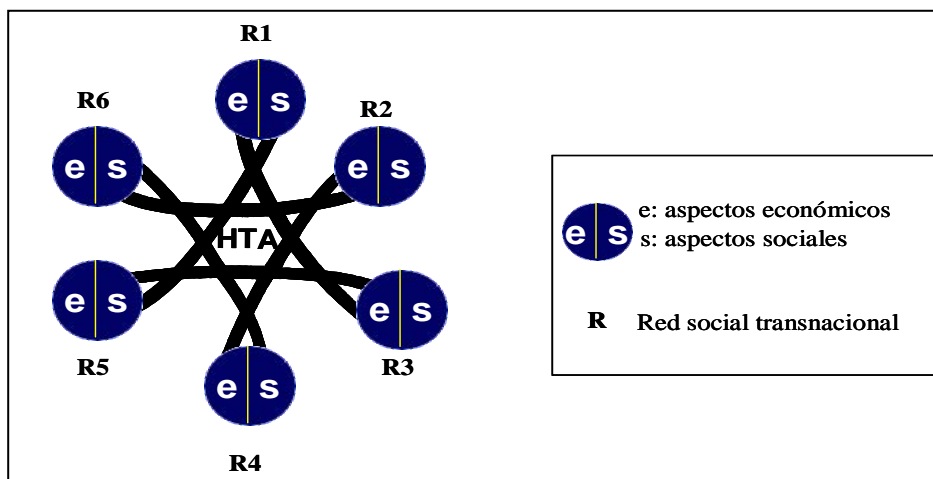 R1
e s
R6
R2
e s
e s
HTA
e s
e s
R5
R3
e s
R4
e s
e: aspectos económicos
s: aspectos sociales
R Red social transnacional